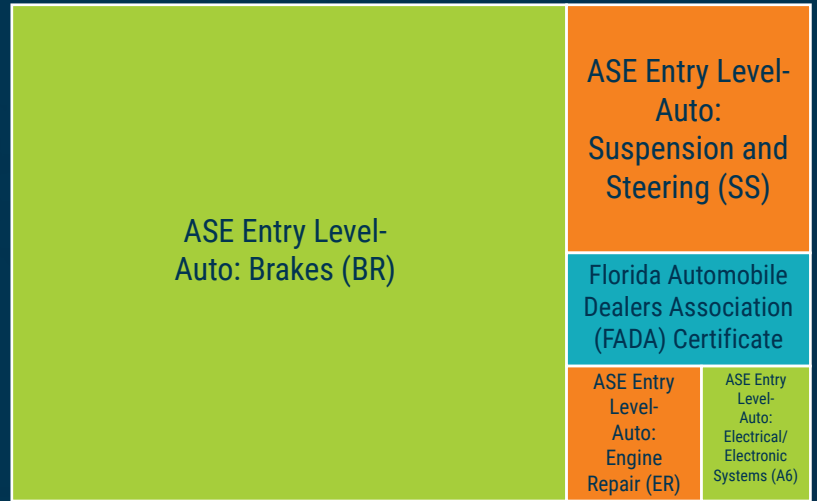 ASE Entry Level-
Auto: Brakes (BR)
ASE Entry Level-
Auto:
Suspension and
Steering (SS)
Florida Automobile
Dealers Association
(FADA) Certificate
ASE Entry
Level-
Auto:
Engine
Repair (ER)
ASE Entry
Level-
Auto:
Electrical/
Electronic
Systems (A6)